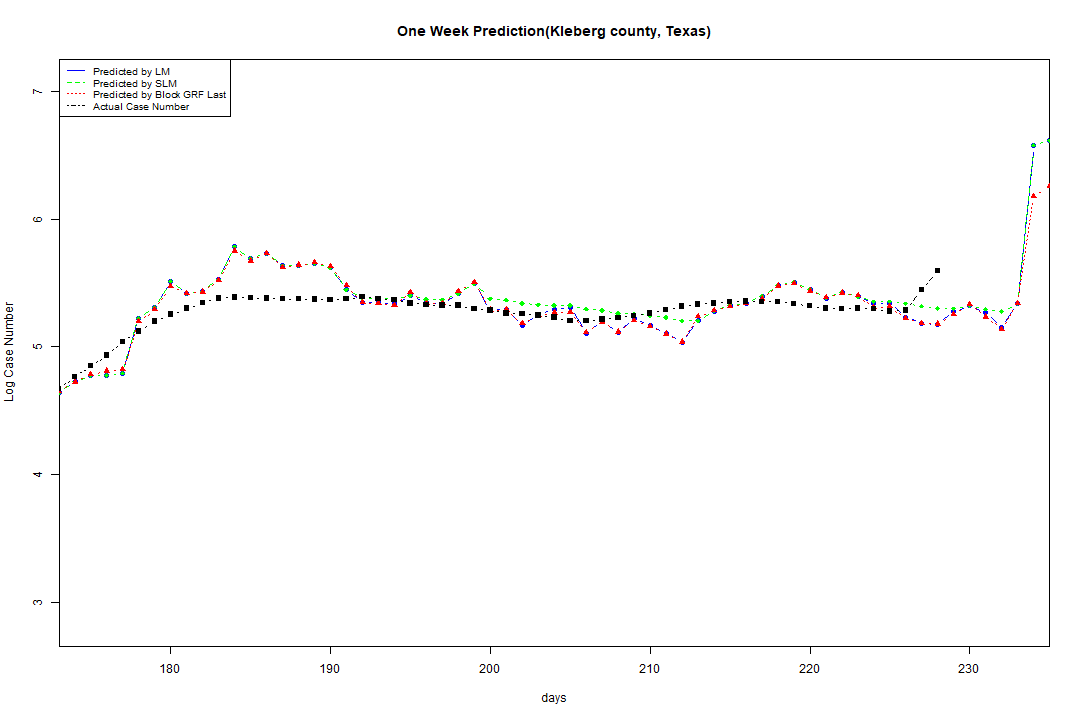 One Week Prediction(Kleberg county, Texas)
Predicted by LM
Predicted by SLM
Predicted by Block GRF Last
Actual Case Number
7
6
5
4
3
Log Case Number
180 190 200 210 220 230
days